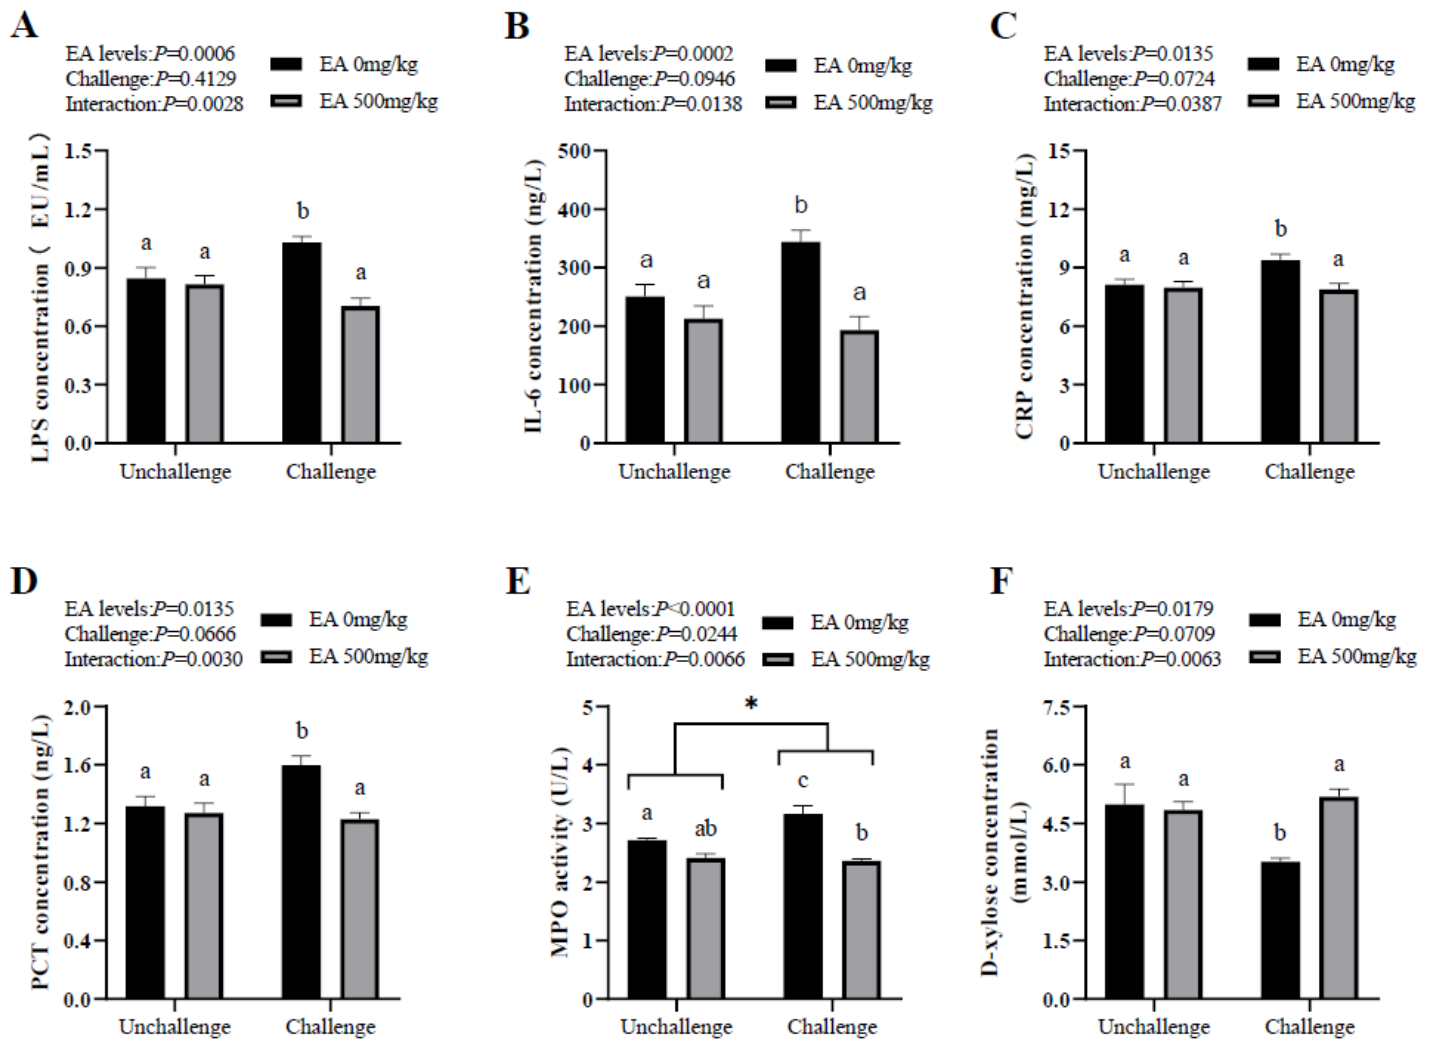 A
EA levels:P=0.0006
Challenge:P=0.4129
Interaction:P=0.0028
EA 0mg/kg
EA 500mg/kg
LPS concentration ( EU/mL)
1.5
1.2
0.9
0.6
0.3
0.0
a
a
b
a
Unchallenge
Challenge
B
EA levels:P=0.0002
Challenge:P=0.0946
Interaction:P=0.0138
EA 0mg/kg
EA 500mg/kg
IL-6 concentration (ng/L)
500
400
300
200
100
0
a
a
b
a
Unchallenge
Challenge
C
EA levels:P=0.0135
Challenge:P=0.0724
Interaction:P=0.0387
EA 0mg/kg
EA 500mg/kg
CRP concentration (mg/L)
15
12
9
6
3
0
a
a
b
a
Unchallenge
Challenge
D
EA levels:P=0.0135
Challenge:P=0.0666
Interaction:P=0.0030
EA 0mg/kg
EA 500mg/kg
PCT concentration (ng/L)
2.0
1.6
1.2
0.8
0.4
0.0
a
a
b
a
Unchallenge
Challenge
E
EA levels:P<0.0001
Challenge:P=0.0244
Interaction:P=0.0066
EA 0mg/kg
EA 500mg/kg
MPO activity (U/L)
5
4
3
2
1
0
*
a
ab
c
b
Unchallenge
Challenge
F
EA levels:P=0.0179
Challenge:P=0.0709
Interaction:P=0.0063
EA 0mg/kg
EA 500mg/kg
D-xylose concentration
(mmol/L)
7.5
6.0
4.5
3.0
1.5
0.0
a
a
b
a
Unchallenge
Challenge